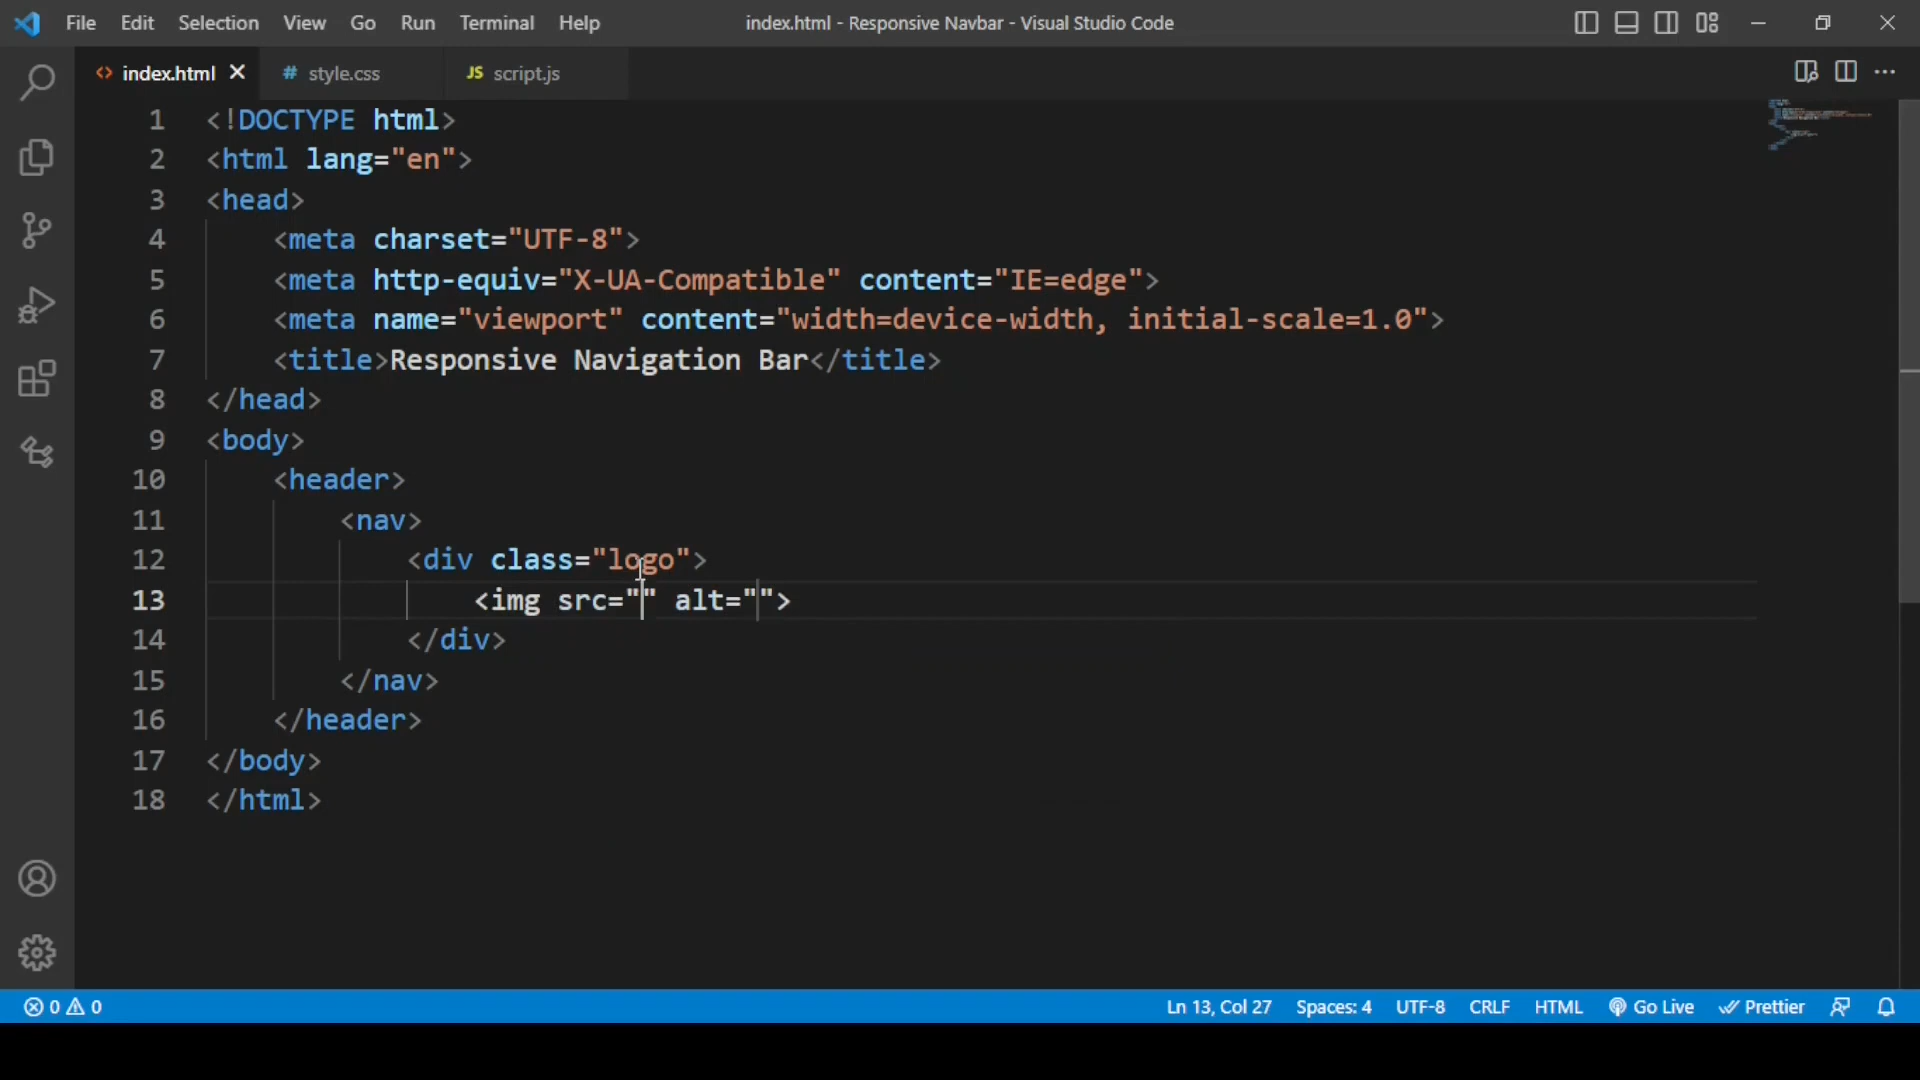 File Edit Selection View Go Run Terminal Help index.html - Responsive Navbar - Visual Studio Code
index.html # style.css JS script.js
1 <!DOCTYPE html>
2 <html lang="en">
3 <head>
4 <meta charset="UTF-8">
5 <meta http-equiv="X-UA-Compatible" content="IE=edge">
6 <meta name="viewport" content="width=device-width, initial-scale=1.0">
7 <title>Responsive Navigation Bar</title>
8 </head>
9 <body>
10 <header>
11 <nav>
12 <div class="logo">
13 <img src="" alt="">
14 </div>
15 </nav>
16 </header>
17 </body>
18 </html>
0 0 Ln 13, Col 27 Spaces: 4 UTF-8 CRLF HTML Go Live Prettier